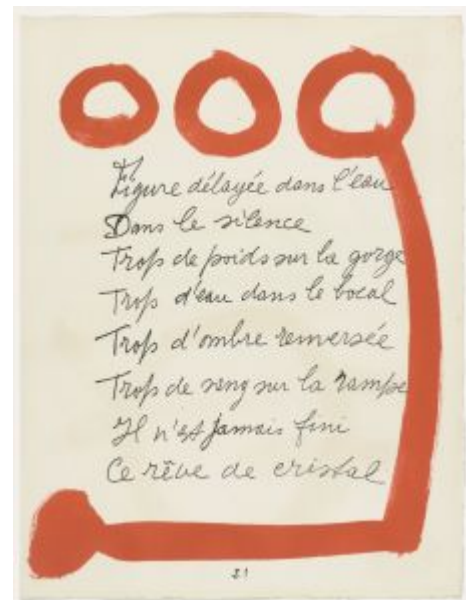 Figure délayée dans l'eau
Dans le silence
Trop de poids sur la gorge
Trop d'eau dans le bocal
Trop d'ombre renversée
Trop de sang sur la rampe
Il n'est jamais fini
Ce rêve de cristal
21